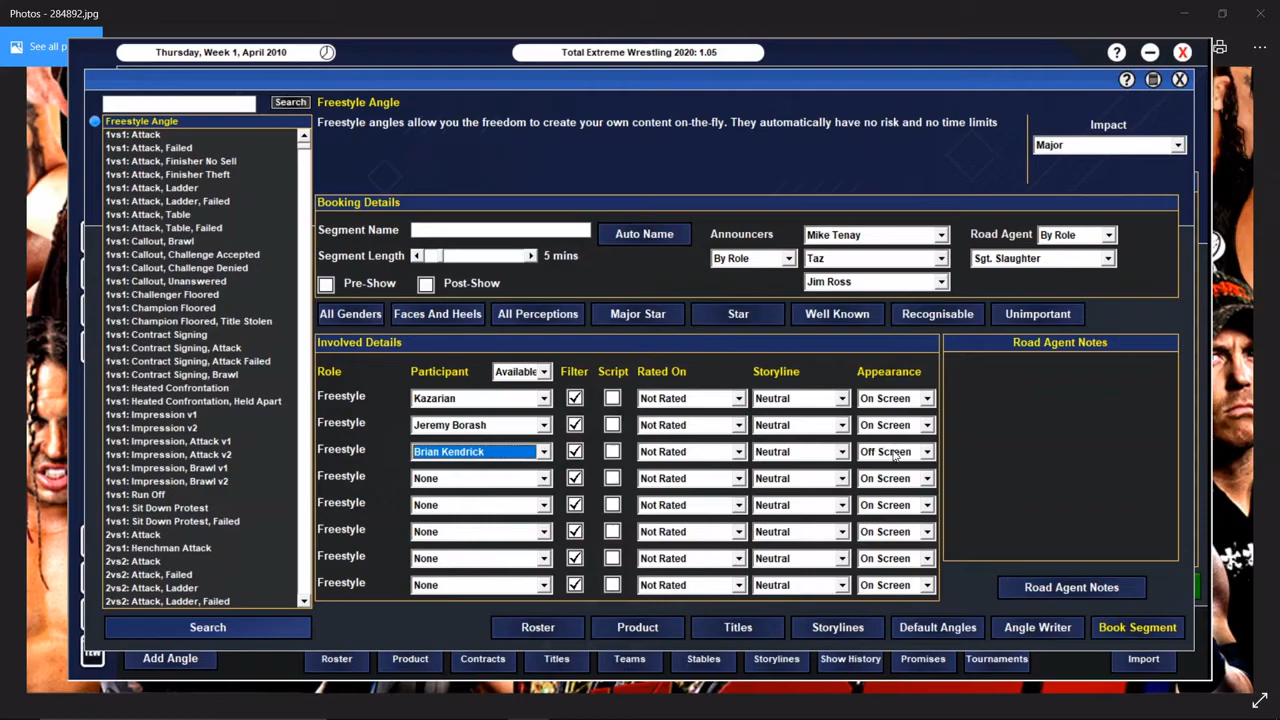 Photos - 284892.jpg
See all p
Thursday, Week 1, April 2010
Total Extreme Wrestling 2020: 1.05
?
X
?
X
Search
Freestyle Angle
1vs1: Attack
1vs1: Attack, Failed
1vs1: Attack, Finisher No Sell
1vs1: Attack, Finisher Theft
1vs1: Attack, Ladder
1vs1: Attack, Ladder, Failed
1vs1: Attack, Table
1vs1: Attack, Table, Failed
1vs1: Callout, Brawl
1vs1: Callout, Challenge Accepted
1vs1: Callout, Challenge Denied
1vs1: Callout, Unanswered
1vs1: Challenger Floored
1vs1: Champion Floored
1vs1: Champion Floored, Title Stolen
1vs1: Contract Signing
1vs1: Contract Signing, Attack
1vs1: Contract Signing, Attack Failed
1vs1: Contract Signing, Brawl
1vs1: Heated Confrontation
1vs1: Heated Confrontation, Held Apart
1vs1: Impression v1
1vs1: Impression v2
1vs1: Impression, Attack v1
1vs1: Impression, Attack v2
1vs1: Impression, Brawl v1
1vs1: Impression, Brawl v2
1vs1: Run Off
1vs1: Sit Down Protest
1vs1: Sit Down Protest, Failed
2vs1: Attack
2vs1: Henchman Attack
2vs2: Attack
2vs2: Attack, Failed
2vs2: Attack, Ladder
2vs2: Attack, Ladder, Failed
Search
Freestyle Angle
Freestyle angles allow you the freedom to create your own content on-the-fly. They automatically have no risk and no time limits
Impact
Major
Booking Details
Segment Name
Auto Name
Announcers
Mike Tenay
Road Agent
By Role
Segment Length
5 mins
By Role
Taz
Sgt. Slaughter
Pre-Show
Post-Show
Jim Ross
All Genders
Faces And Heels
All Perceptions
Major Star
Star
Well Known
Recognisable
Unimportant
Involved Details
Road Agent Notes
Role
Participant
Available
Filter
Script
Rated On
Storyline
Appearance
Freestyle
Kazarian
Not Rated
Neutral
On Screen
Freestyle
Jeremy Borash
Not Rated
Neutral
On Screen
Freestyle
Brian Kendrick
Not Rated
Neutral
Off Screen
Freestyle
None
Not Rated
Neutral
On Screen
Freestyle
None
Not Rated
Neutral
On Screen
Freestyle
None
Not Rated
Neutral
On Screen
Freestyle
None
Not Rated
Neutral
On Screen
Freestyle
None
Not Rated
Neutral
On Screen
Road Agent Notes
Roster
Product
Titles
Storylines
Default Angles
Angle Writer
Book Segment
Add Angle
Roster
Product
Contracts
Titles
Teams
Stables
Storylines
Show History
Promises
Tournaments
Import